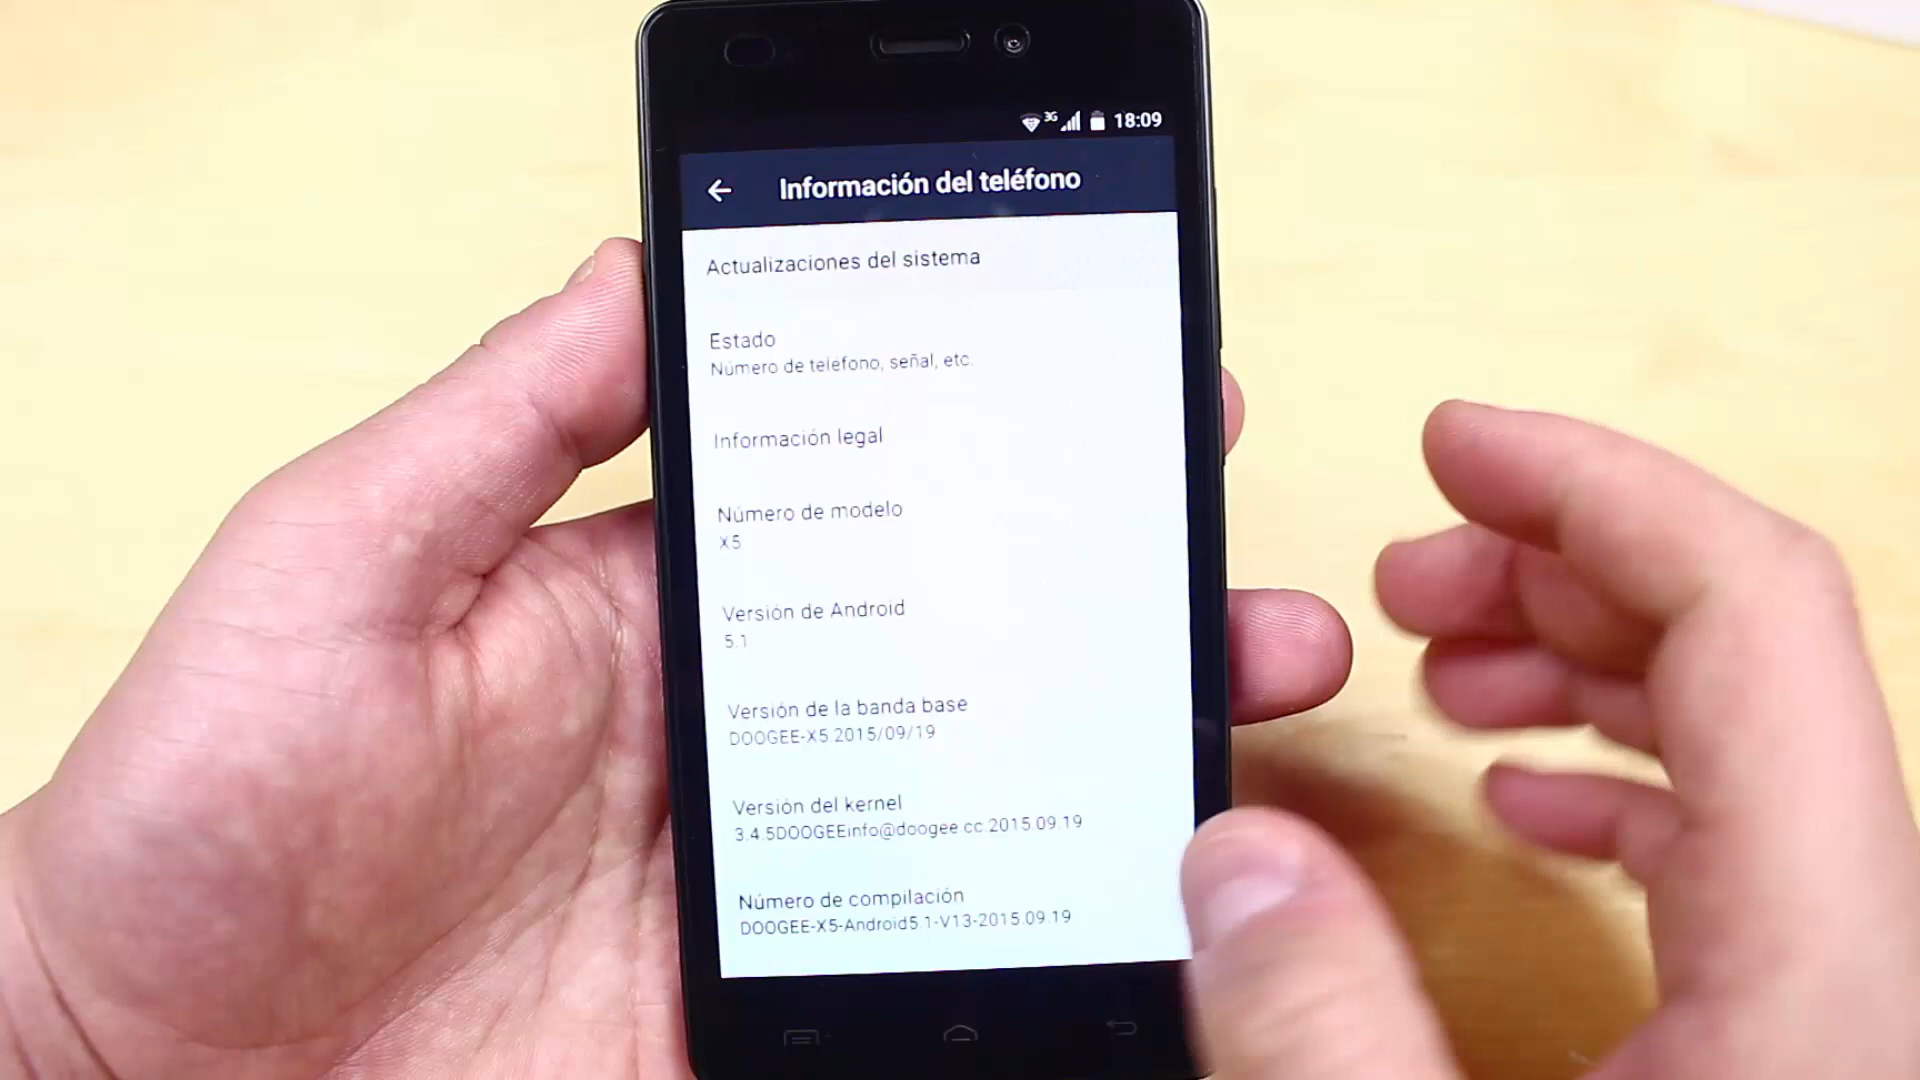 3G 18:09
Información del teléfono
Actualizaciones del sistema
Estado
Número de teléfono, señal, etc.
Información legal
Número de modelo
X5
Versión de Android
5.1
Versión de la banda base
DOOGEE-X5 2015/09/19
Versión del kernel
3.4.5DOOGEEinfo@doogee.cc.2015.09.19
Número de compilación
DOOGEE-X5-Android5.1-V13-2015.09.19